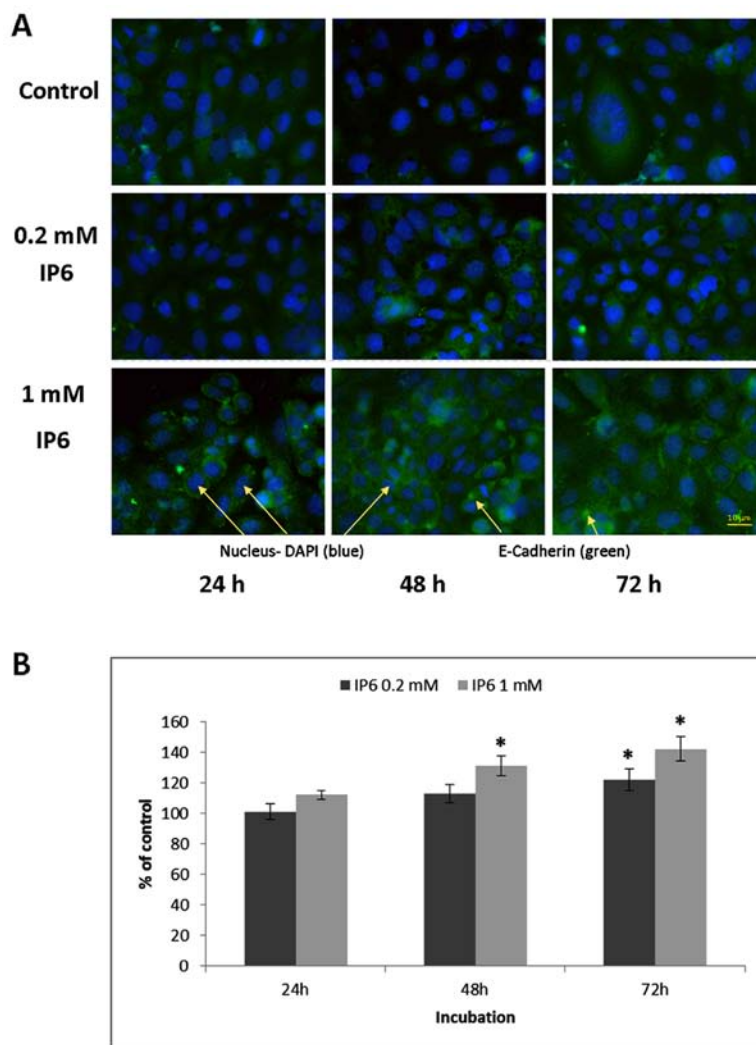 A
Control
0.2 mM
IP6
1 mM
IP6
10 µm
Nucleus- DAPI (blue) E-Cadherin (green)
24 h 48 h 72 h
B
IP6 0.2 mM IP6 1 mM
% of control
160
140
120
100
80
60
40
20
0
* * *
24h 48h 72h
Incubation